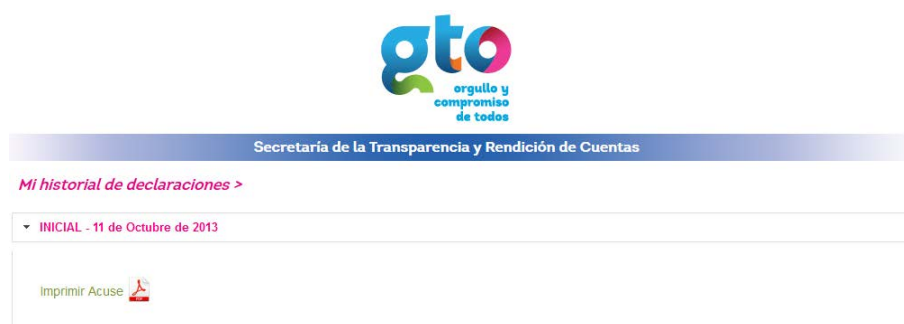 gto
orgullo y
compromiso
de todos
Secretaría de la Transparencia y Rendición de Cuentas
Mi historial de declaraciones >
INICIAL - 11 de Octubre de 2013
Imprimir Acuse
PDF